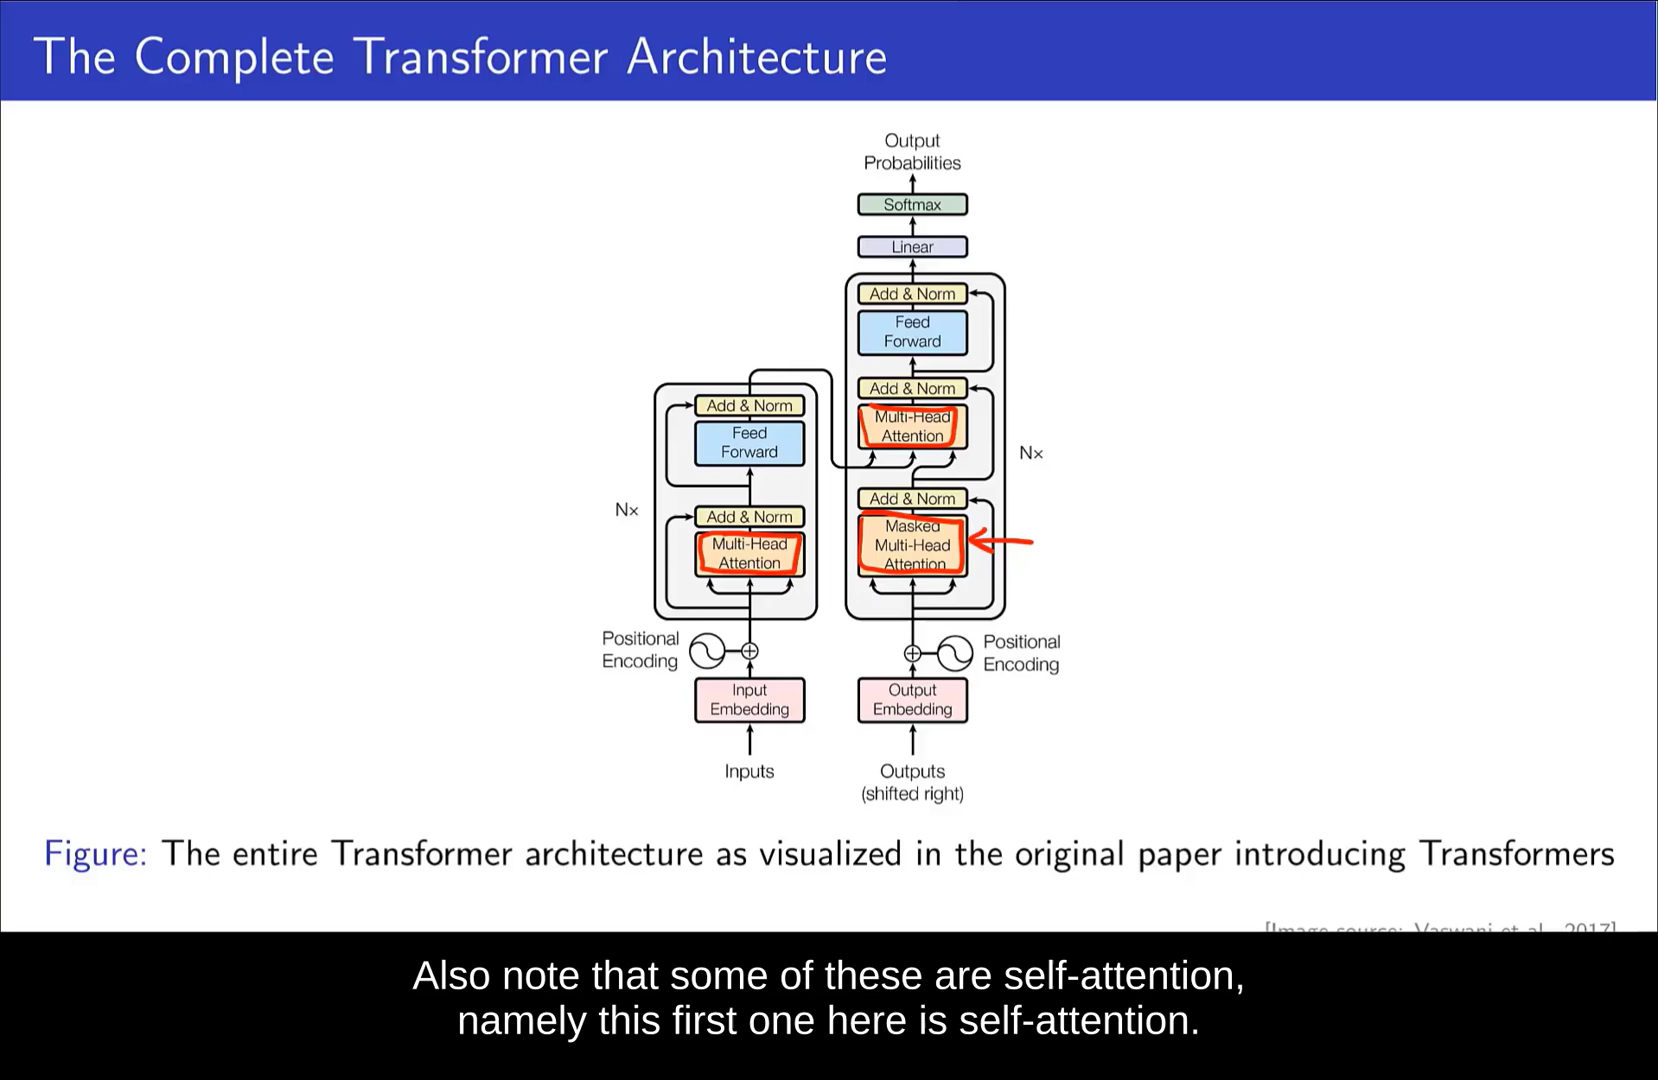 The Complete Transformer Architecture
Output
Probabilities
Softmax
Linear
Add & Norm
Feed
Forward
Add & Norm
Multi-Head
Attention
Nx
Add & Norm
Masked
Multi-Head
Attention
Add & Norm
Feed
Forward
Nx
Add & Norm
Multi-Head
Attention
Positional
Encoding
Positional
Encoding
Input
Embedding
Output
Embedding
Inputs
Outputs
(shifted right)
Figure: The entire Transformer architecture as visualized in the original paper introducing Transformers
[Image source: Vaswani et al., 2017]
Also note that some of these are self-attention,
namely this first one here is self-attention.